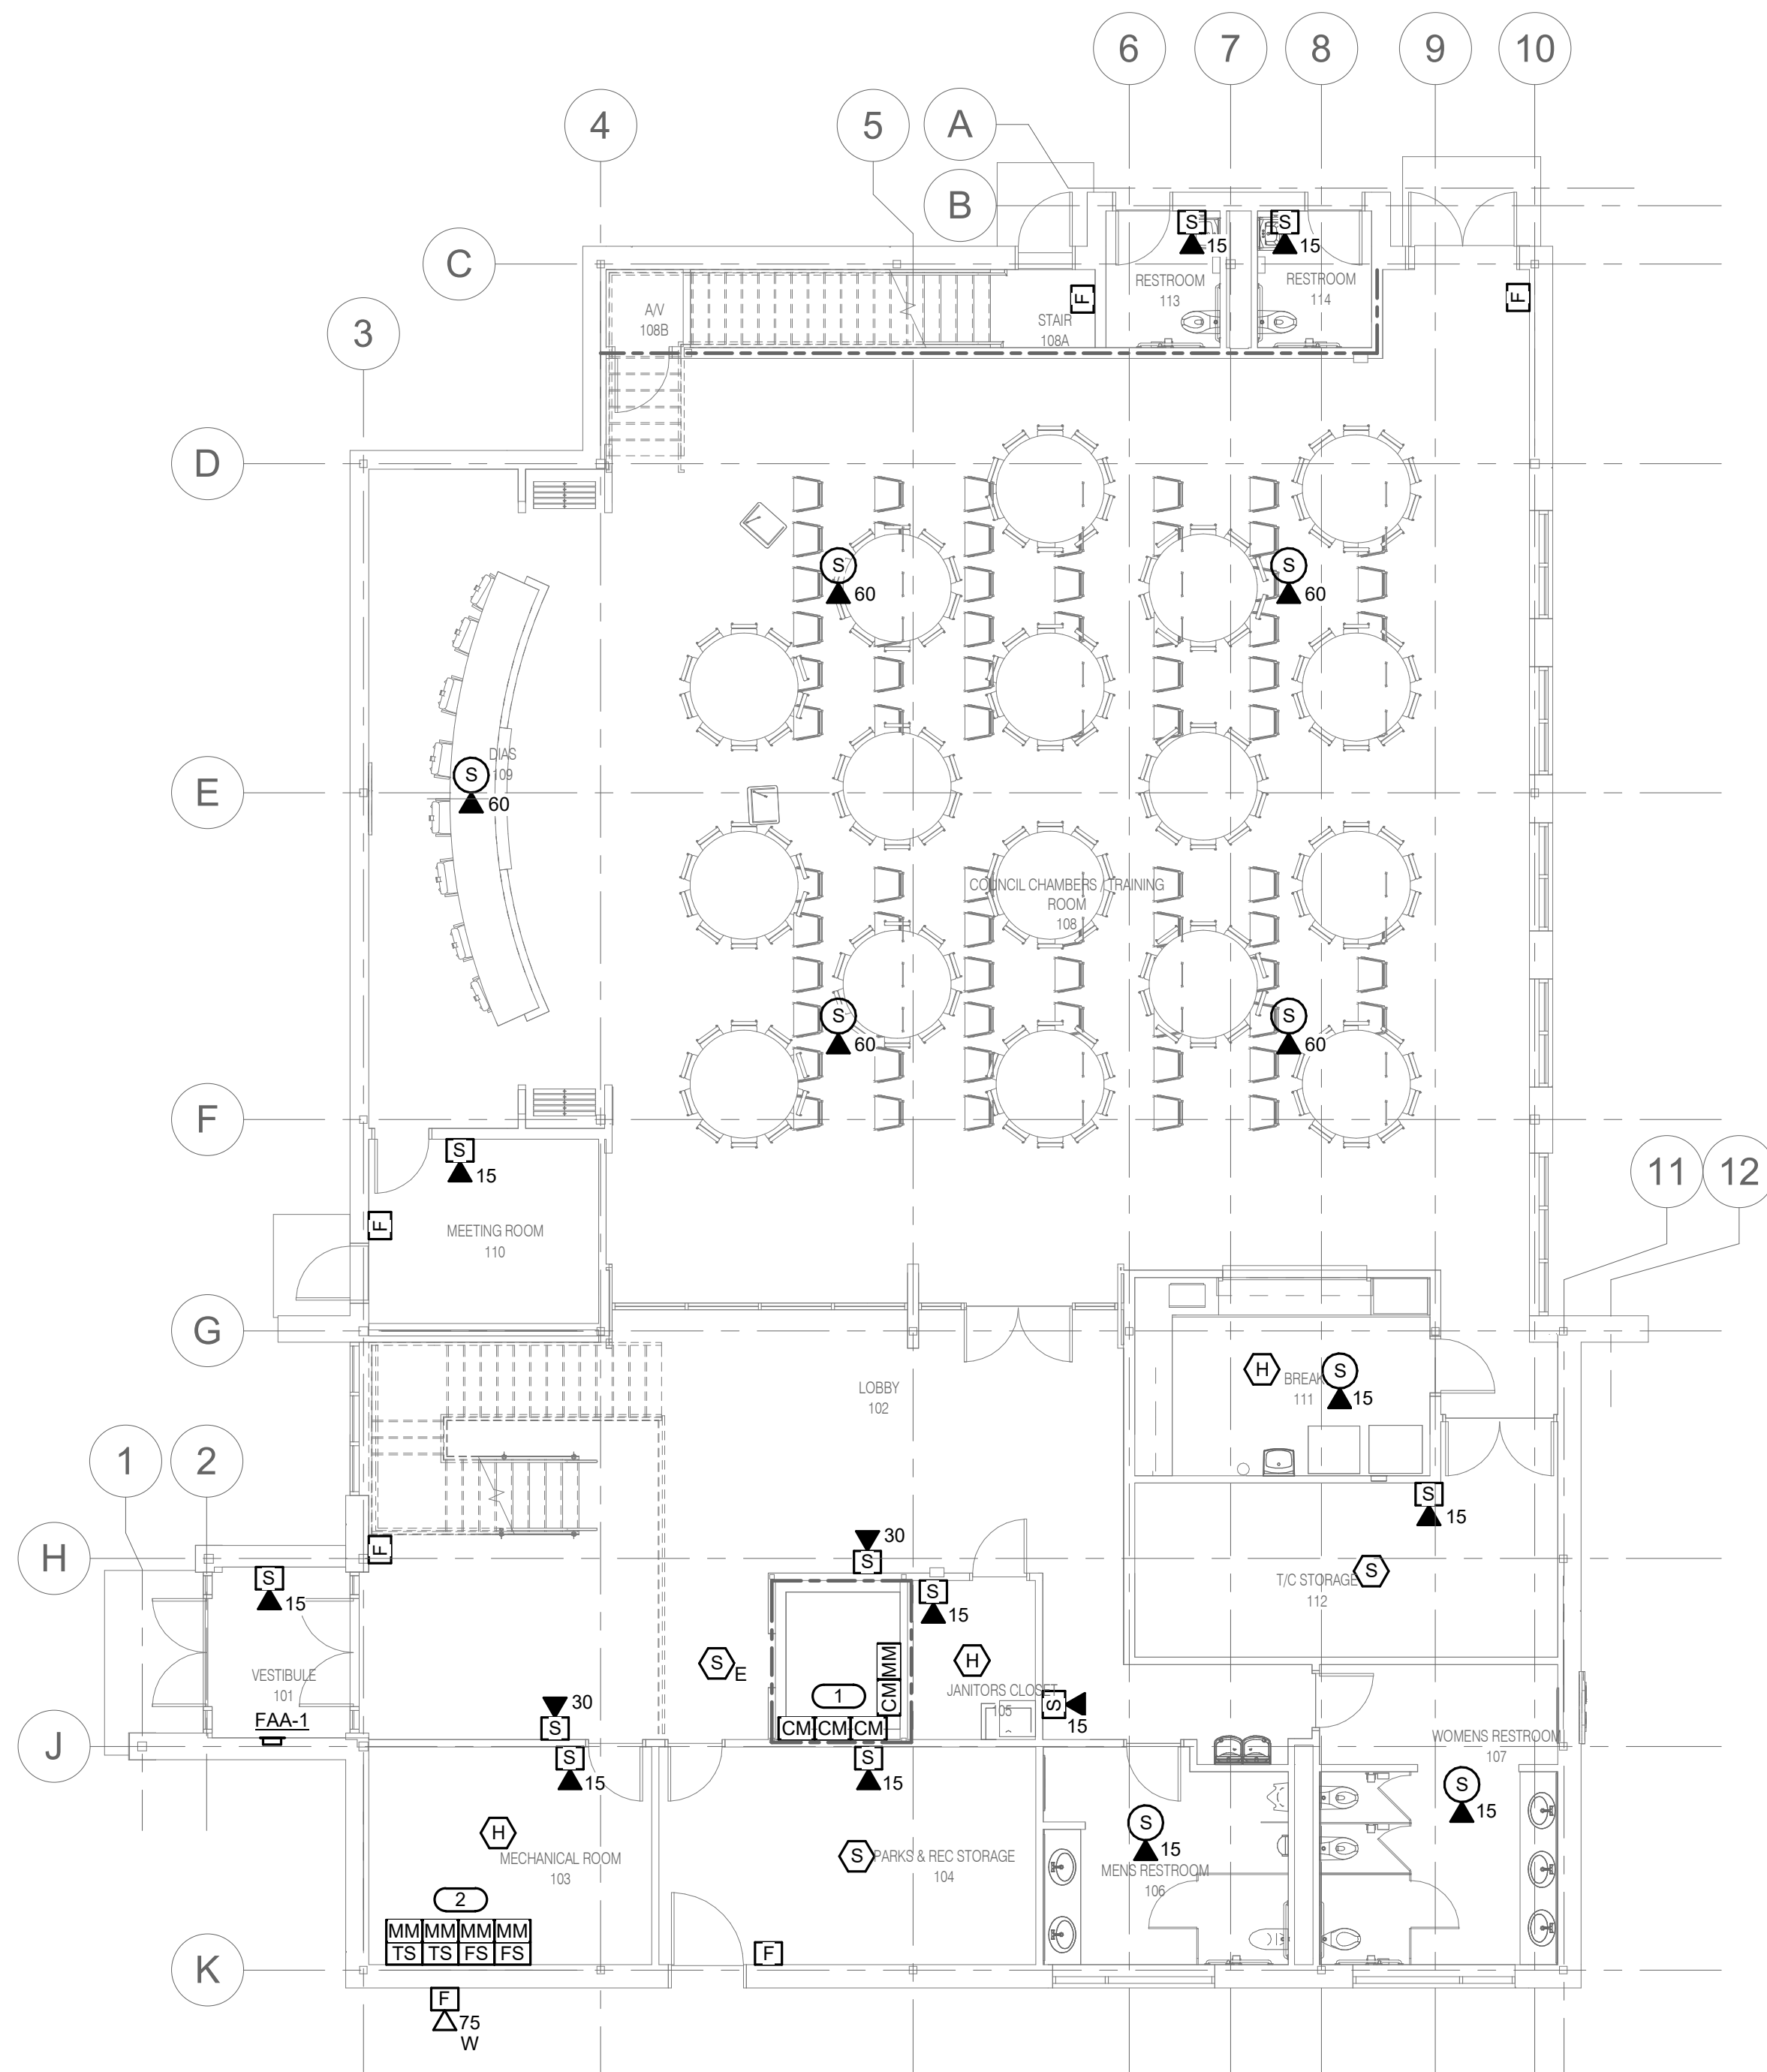 6 7 8 9 10
4 5 A
B
S S
15 15
C
RESTROOM RESTROOM
113 114
F F
A/V
108B
STAIR
108A
3
D
S S
60 60
DIAS
109
S
60
E
COUNCIL CHAMBERS / TRAINING
ROOM
108
S S
60 60
F
S
15
11 12
F
MEETING ROOM
110
G
H S
BREAK
111
15
LOBBY
102
1 2
S
15
30
S
H
F
S
15
S
15
T/C STORAGE
112
S
VESTIBULE
101
S E
MM
CM
1
H
JANITORS CLOSET
105
S
15
FAA-1
30
S
CM CM CM
J
S
15
S
15
WOMENS RESTROOM
107
S
15
S
15
H
MECHANICAL ROOM
103
S
PARKS & REC STORAGE
104
MENS RESTROOM
106
2
MM MM MM MM
TS TS FS FS
F
K
F
75
W